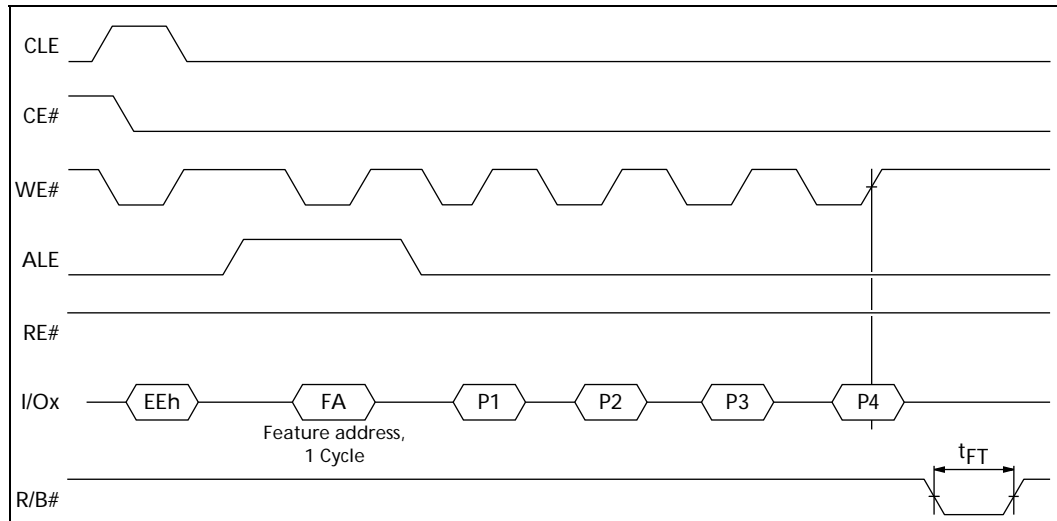 CLE
CE#
WE#
ALE
RE#
I/Ox EEh FA P1 P2 P3 P4
Feature address,
1 Cycle
tFT
R/B#